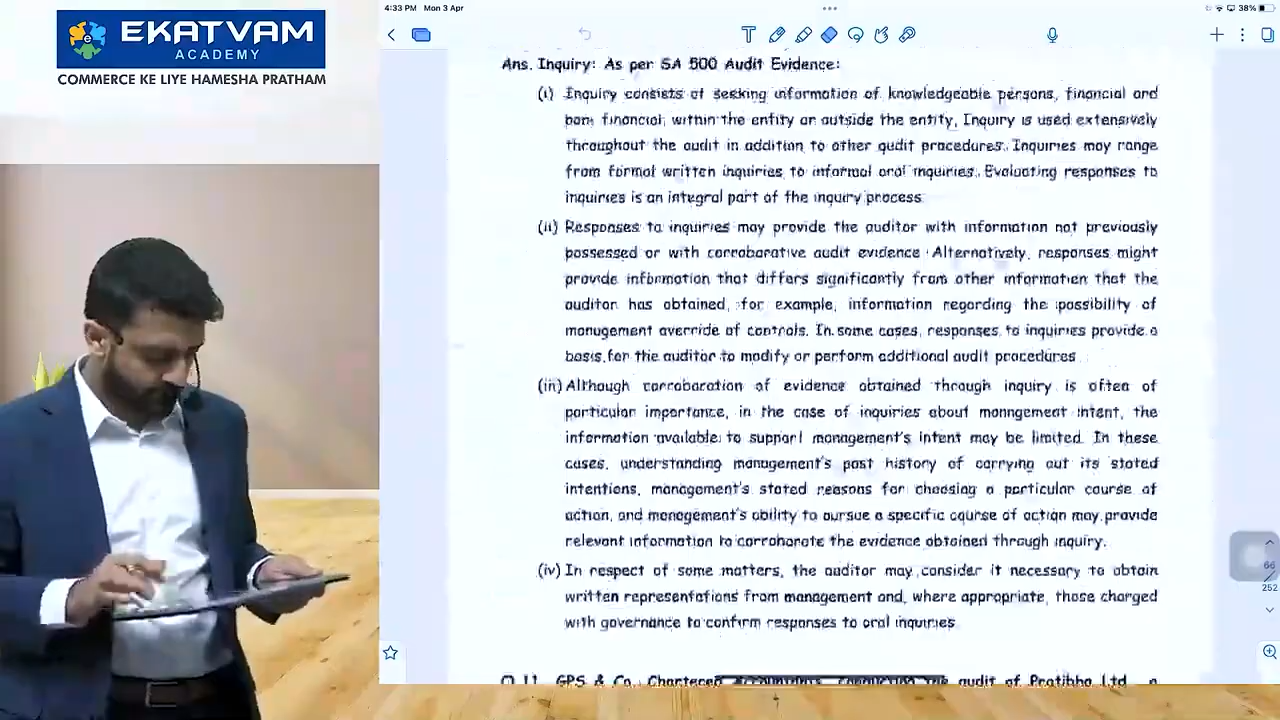 EKATVAM
ACADEMY
COMMERCE KE LIYE HAMESHA PRATHAM
4:33 PM Mon 3 Apr
38%
Ans. Inquiry: As per SA 500 Audit Evidence:
(i) Inquiry consists of seeking information of knowledgeable persons, financial and
non- financial, within the entity or outside the entity. Inquiry is used extensively
throughout the audit in addition to other audit procedures. Inquiries may range
from formal written inquiries to informal oral inquiries. Evaluating responses to
inquiries is an integral part of the inquiry process
(ii) Responses to inquiries may provide the auditor with information not previously
possessed or with corroborative audit evidence Alternatively, responses might
provide information that differs significantly from other information that the
auditor has obtained, for example, information regarding the possibility of
management override of controls. In some cases, responses to inquiries provide a
basis for the auditor to modify or perform additional audit procedures
(iii) Although corroboration of evidence obtained through inquiry is often of
particular importance, in the case of inquiries about management intent, the
information available to support management's intent may be limited. In these
cases, understanding management's past history of carrying out its stated
intentions, management's stated reasons for choosing a particular course of
action, and management's ability to pursue a specific course of action may provide
relevant information to corroborate the evidence obtained through inquiry.
(iv) In respect of some matters, the auditor may consider it necessary to obtain
written representations from management and, where appropriate, those charged
with governance to confirm responses to oral inquiries
66
252
Q.11. GPS & Co. Chartered Accountants, conducting the audit of Pratibha Ltd. a